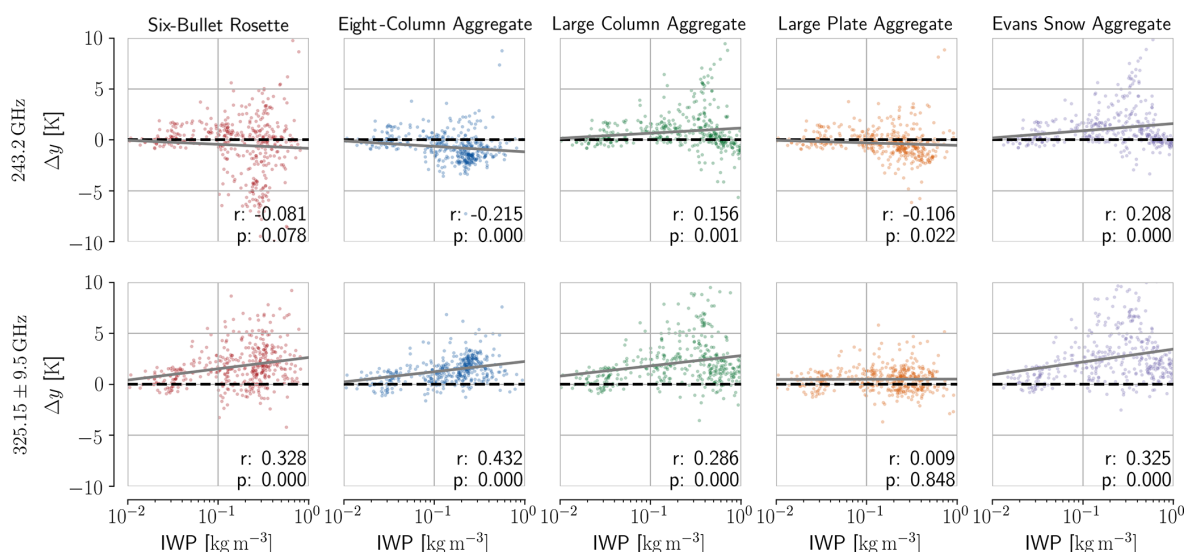 Six-Bullet Rosette
Eight-Column Aggregate
Large Column Aggregate
Large Plate Aggregate
Evans Snow Aggregate
243.2 GHz
Δy [K]
10
5
0
−5
−10
r: -0.081
p: 0.078
r: -0.215
p: 0.000
r: 0.156
p: 0.001
r: -0.106
p: 0.022
r: 0.208
p: 0.000
325.15 ± 9.5 GHz
Δy [K]
10
5
0
−5
−10
r: 0.328
p: 0.000
r: 0.432
p: 0.000
r: 0.286
p: 0.000
r: 0.009
p: 0.848
r: 0.325
p: 0.000
10⁻² 10⁻¹ 10⁰
10⁻² 10⁻¹ 10⁰
10⁻² 10⁻¹ 10⁰
10⁻² 10⁻¹ 10⁰
10⁻² 10⁻¹ 10⁰
IWP [kg m⁻³]
IWP [kg m⁻³]
IWP [kg m⁻³]
IWP [kg m⁻³]
IWP [kg m⁻³]